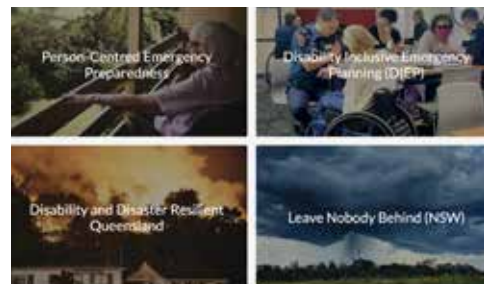 Person-Centred Emergency
Preparedness
Disability Inclusive Emergency
Planning (DIEP)
Disability and Disaster Resilient
Queensland
Leave Nobody Behind (NSW)